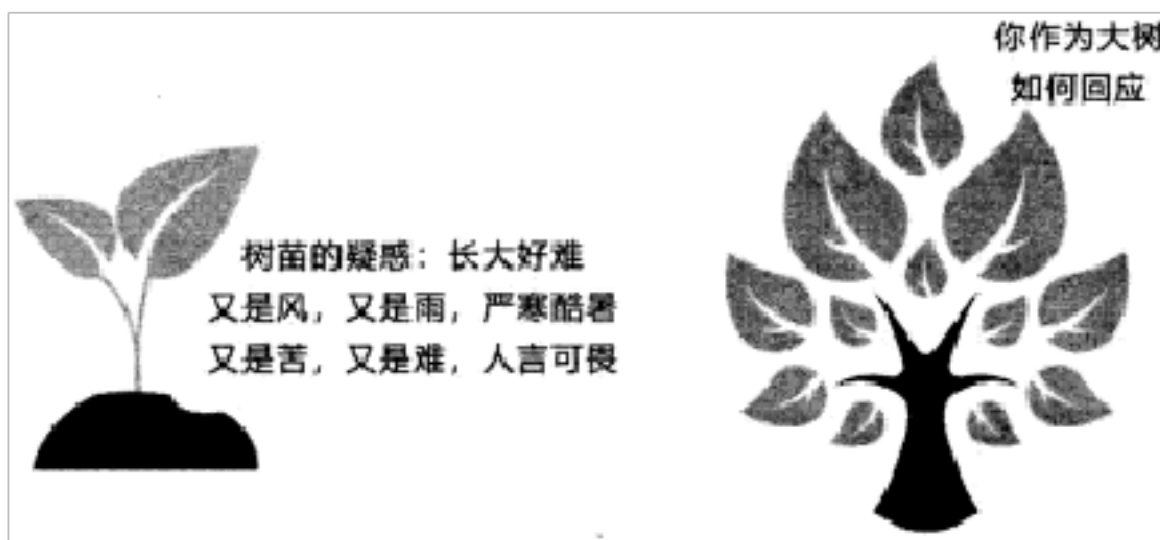 你作为大树
如何回应
树苗的疑惑：长大好难
又是风，又是雨，严寒酷暑
又是苦，又是难，人言可畏